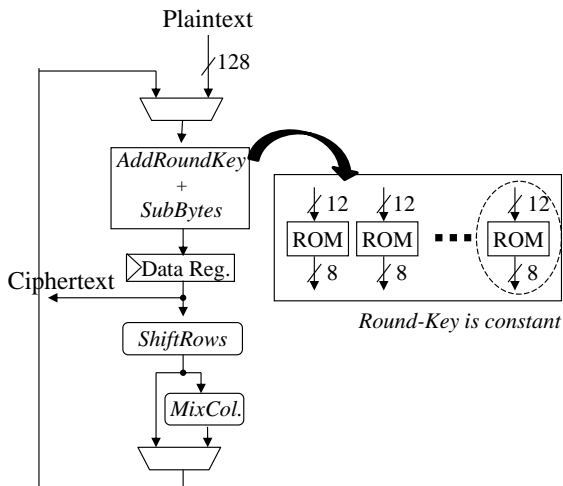 Plaintext
128
AddRoundKey
+
SubBytes
12
12
12
ROM
ROM
ROM
8
8
8
Data Reg.
Ciphertext
Round-Key is constant
ShiftRows
MixCol.